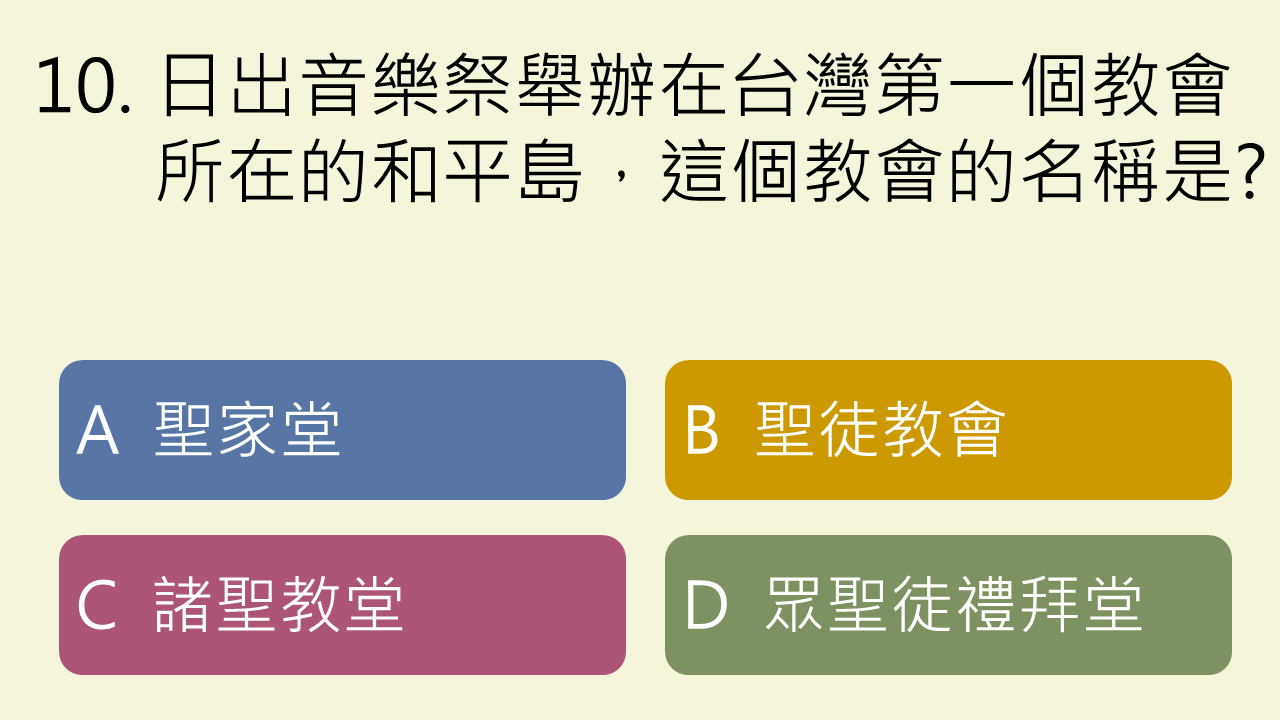 10. 日出音樂祭舉辦在台灣第一個教會
所在的和平島，這個教會的名稱是?
A 聖家堂
B 聖徒教會
C 諸聖教堂
D 眾聖徒禮拜堂